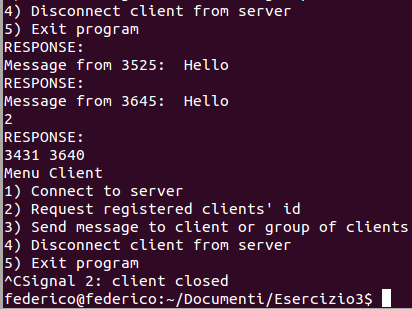 4) Disconnect client from server
5) Exit program
RESPONSE:
Message from 3525:  Hello
RESPONSE:
Message from 3645:  Hello
2
RESPONSE:
3431 3640
Menu Client
1) Connect to server
2) Request registered clients' id
3) Send message to client or group of clients
4) Disconnect client from server
5) Exit program
^CSignal 2: client closed
federico@federico:~/Documenti/Esercizio3$